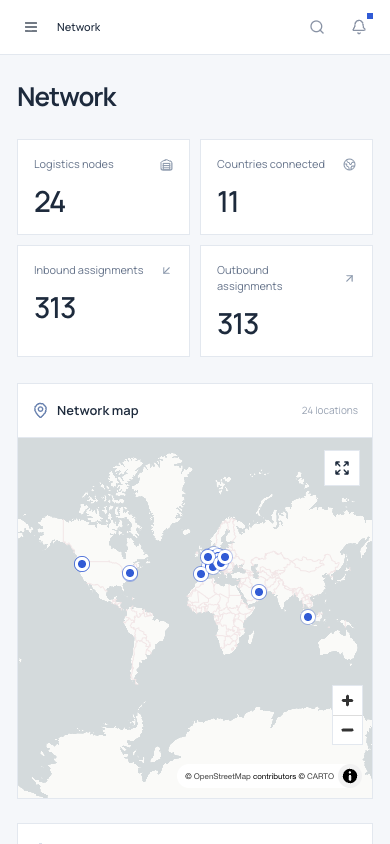 Network
Network
Logistics nodes
24
Countries connected
11
Inbound assignments
313
Outbound
assignments
313
Network map
24 locations
© OpenStreetMap contributors © CARTO